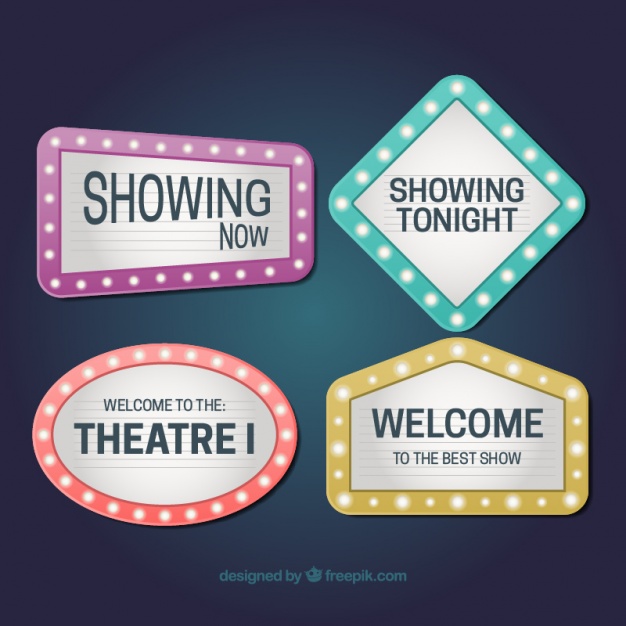 SHOWING
NOW
SHOWING
TONIGHT
WELCOME TO THE:
THEATRE I
WELCOME
TO THE BEST SHOW
designed by freepik.com